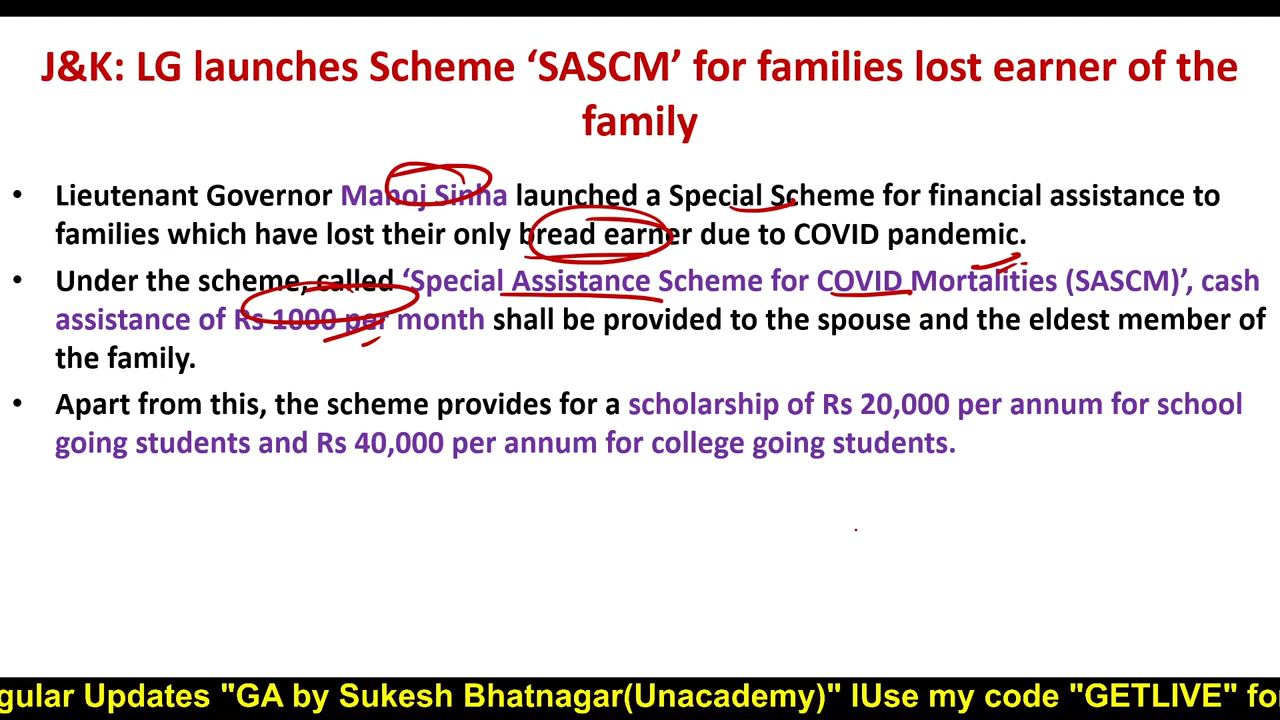 J&K: LG launches Scheme ‘SASCM’ for families lost earner of the
family
• Lieutenant Governor Manoj Sinha launched a Special Scheme for financial assistance to
families which have lost their only bread earner due to COVID pandemic.
• Under the scheme, called ‘Special Assistance Scheme for COVID Mortalities (SASCM)’, cash
assistance of Rs 1000 per month shall be provided to the spouse and the eldest member of
the family.
• Apart from this, the scheme provides for a scholarship of Rs 20,000 per annum for school
going students and Rs 40,000 per annum for college going students.
gular Updates "GA by Sukesh Bhatnagar(Unacademy)" lUse my code "GETLIVE" fo